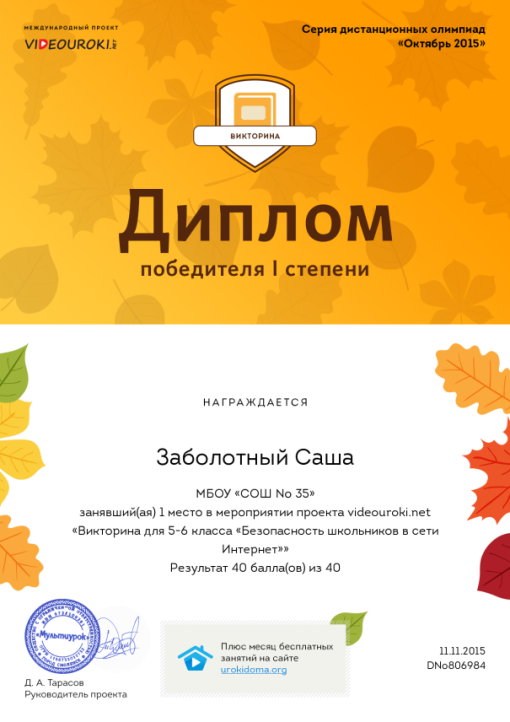 МЕЖДУНАРОДНЫЙ ПРОЕКТ
VIDEOUROKI.NET
Серия дистанционных олимпиад
«Октябрь 2015»
ВИКТОРИНА
Диплом
победителя I степени
НАГРАЖДАЕТСЯ
Заболотный Саша
МБОУ «СОШ No 35»
занявший(ая) 1 место в мероприятии проекта videouroki.net
«Викторина для 5-6 класса «Безопасность школьников в сети
Интернет»»
Результат 40 балла(ов) из 40
«Мультиурок»
Д. А. Тарасов
Руководитель проекта
Плюс месяц бесплатных
занятий на сайте
urokidoma.org
11.11.2015
DNo806984